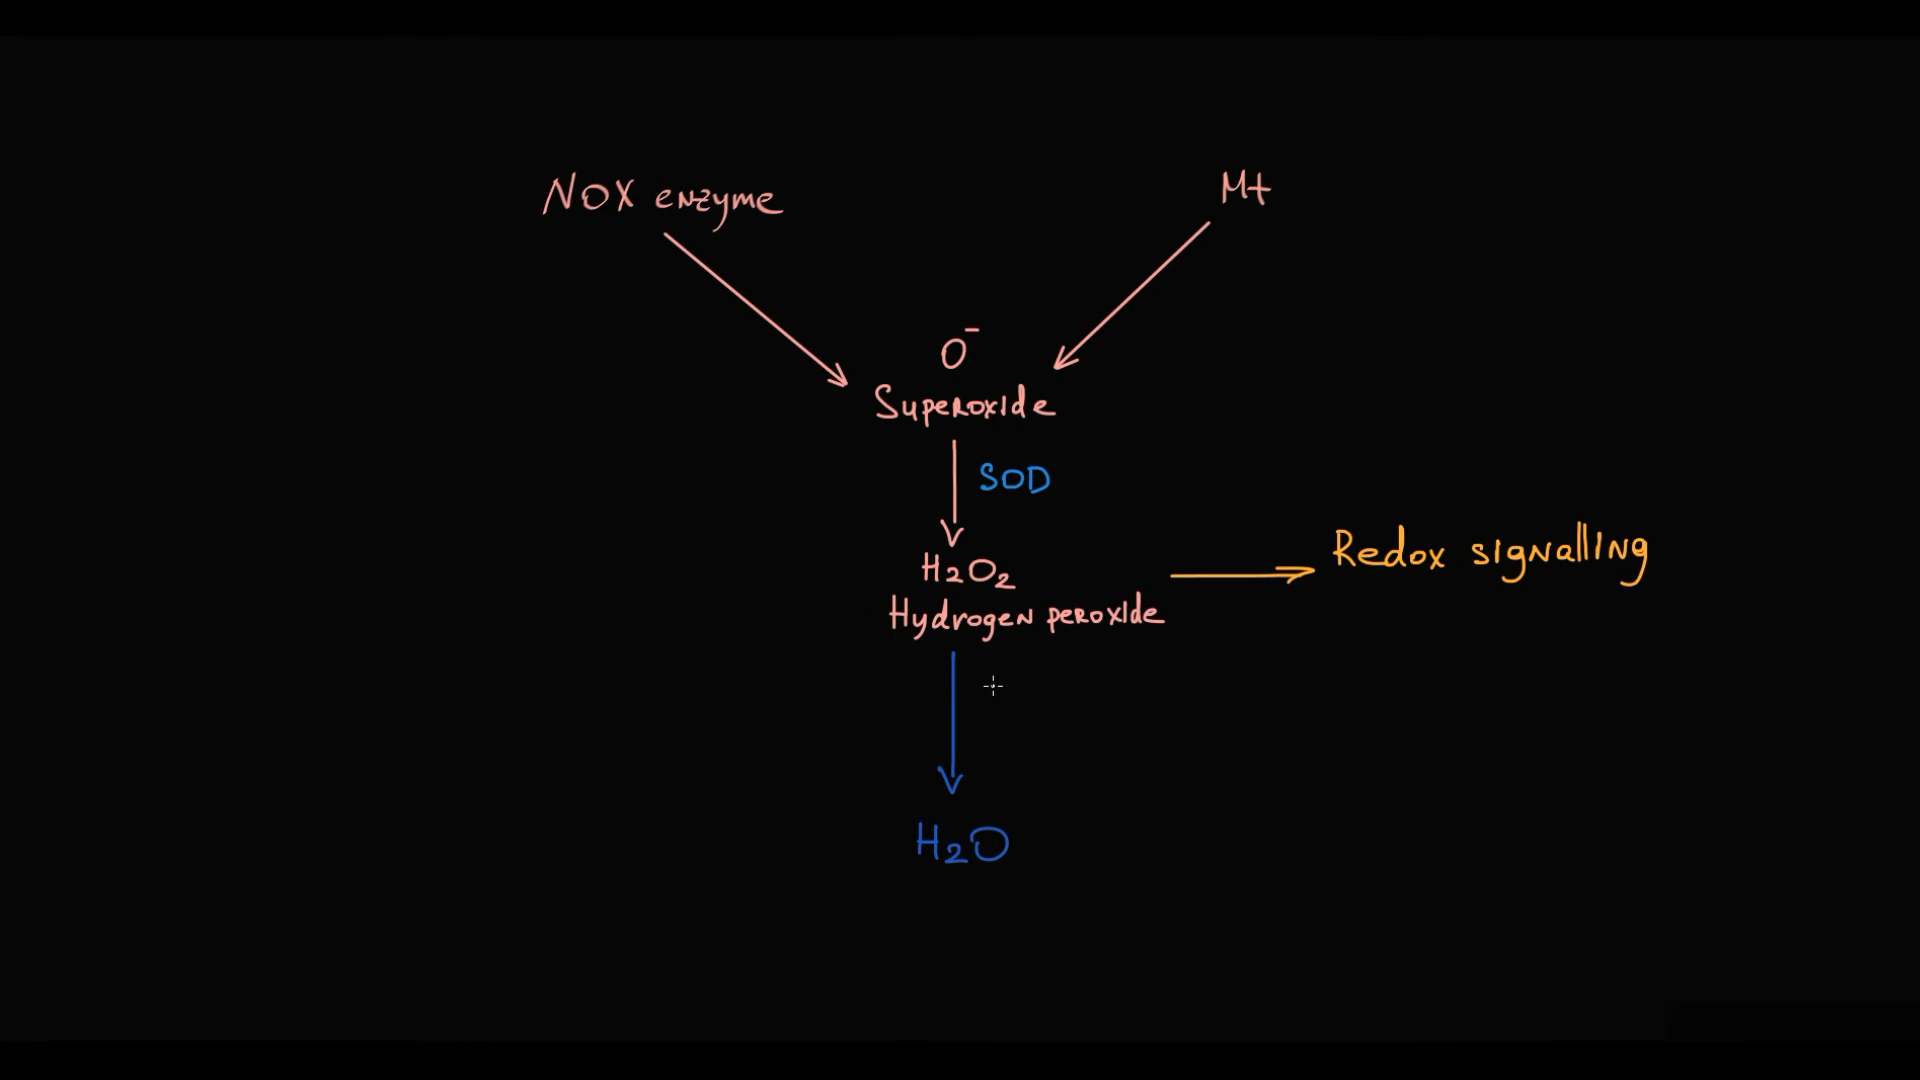 NOX enzyme
Mt
O⁻
Superoxide
SOD
H₂O₂
Hydrogen peroxide
Redox signalling
H₂O